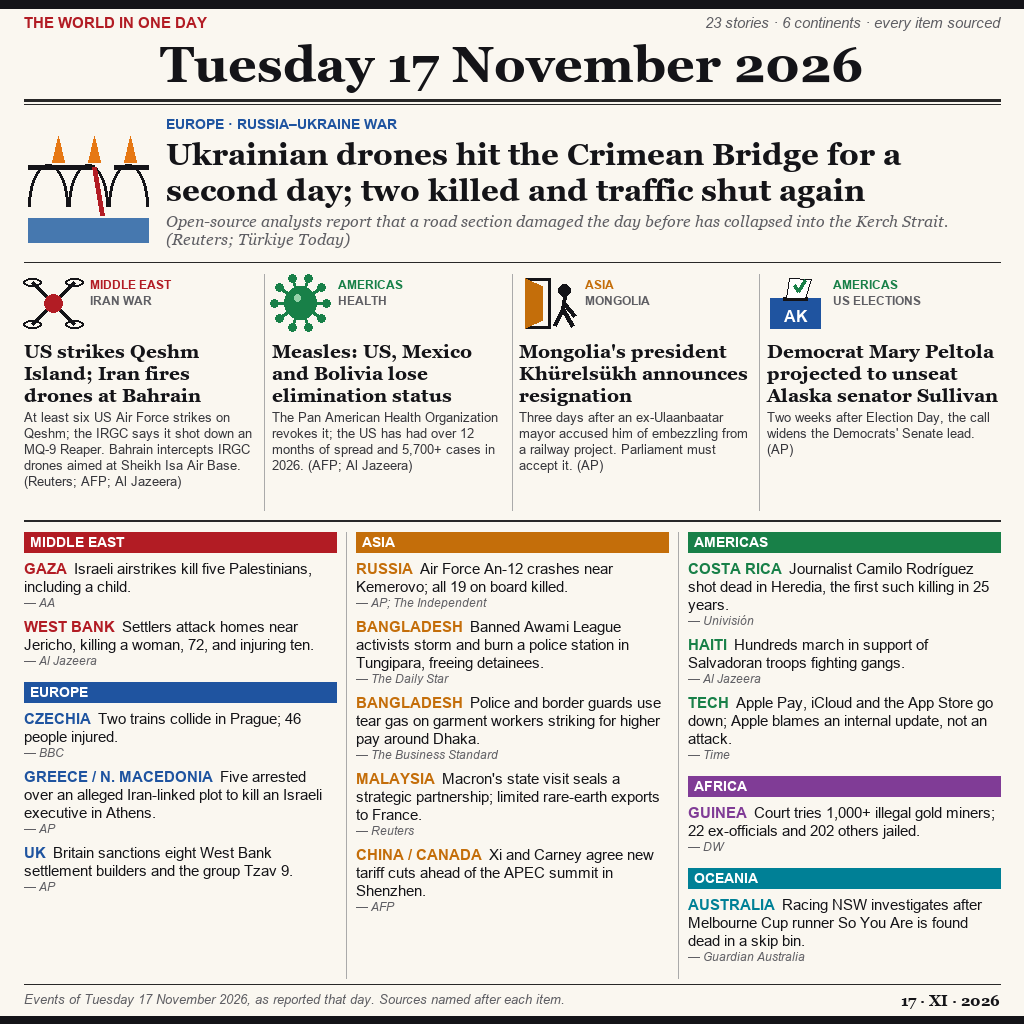 THE WORLD IN ONE DAY
23 stories · 6 continents · every item sourced
Tuesday 17 November 2026
EUROPE · RUSSIA–UKRAINE WAR
Ukrainian drones hit the Crimean Bridge for a
second day; two killed and traffic shut again
Open-source analysts report that a road section damaged the day before has collapsed into the Kerch Strait.
(Reuters; Türkiye Today)
MIDDLE EAST
IRAN WAR
US strikes Qeshm
Island; Iran fires
drones at Bahrain
At least six US Air Force strikes on
Qeshm; the IRGC says it shot down an
MQ-9 Reaper. Bahrain intercepts IRGC
drones aimed at Sheikh Isa Air Base.
(Reuters; AFP; Al Jazeera)
AMERICAS
HEALTH
Measles: US, Mexico
and Bolivia lose
elimination status
The Pan American Health Organization
revokes it; the US has had over 12
months of spread and 5,700+ cases in
2026. (AFP; Al Jazeera)
ASIA
MONGOLIA
Mongolia's president
Khürelsükh announces
resignation
Three days after an ex-Ulaanbaatar
mayor accused him of embezzling from
a railway project. Parliament must
accept it. (AP)
AK
AMERICAS
US ELECTIONS
Democrat Mary Peltola
projected to unseat
Alaska senator Sullivan
Two weeks after Election Day, the call
widens the Democrats' Senate lead.
(AP)
MIDDLE EAST
GAZA Israeli airstrikes kill five Palestinians,
including a child.
— AA
WEST BANK Settlers attack homes near
Jericho, killing a woman, 72, and injuring ten.
— Al Jazeera
EUROPE
CZECHIA Two trains collide in Prague; 46
people injured.
— BBC
GREECE / N. MACEDONIA Five arrested
over an alleged Iran-linked plot to kill an Israeli
executive in Athens.
— AP
UK Britain sanctions eight West Bank
settlement builders and the group Tzav 9.
— AP
ASIA
RUSSIA Air Force An-12 crashes near
Kemerovo; all 19 on board killed.
— AP; The Independent
BANGLADESH Banned Awami League
activists storm and burn a police station in
Tungipara, freeing detainees.
— The Daily Star
BANGLADESH Police and border guards use
tear gas on garment workers striking for higher
pay around Dhaka.
— The Business Standard
MALAYSIA Macron's state visit seals a
strategic partnership; limited rare-earth exports
to France.
— Reuters
CHINA / CANADA Xi and Carney agree new
tariff cuts ahead of the APEC summit in
Shenzhen.
— AFP
AMERICAS
COSTA RICA Journalist Camilo Rodríguez
shot dead in Heredia, the first such killing in 25
years.
— Univisión
HAITI Hundreds march in support of
Salvadoran troops fighting gangs.
— Al Jazeera
TECH Apple Pay, iCloud and the App Store go
down; Apple blames an internal update, not an
attack.
— Time
AFRICA
GUINEA Court tries 1,000+ illegal gold miners;
22 ex-officials and 202 others jailed.
— DW
OCEANIA
AUSTRALIA Racing NSW investigates after
Melbourne Cup runner So You Are is found
dead in a skip bin.
— Guardian Australia
Events of Tuesday 17 November 2026, as reported that day. Sources named after each item.
17 · XI · 2026